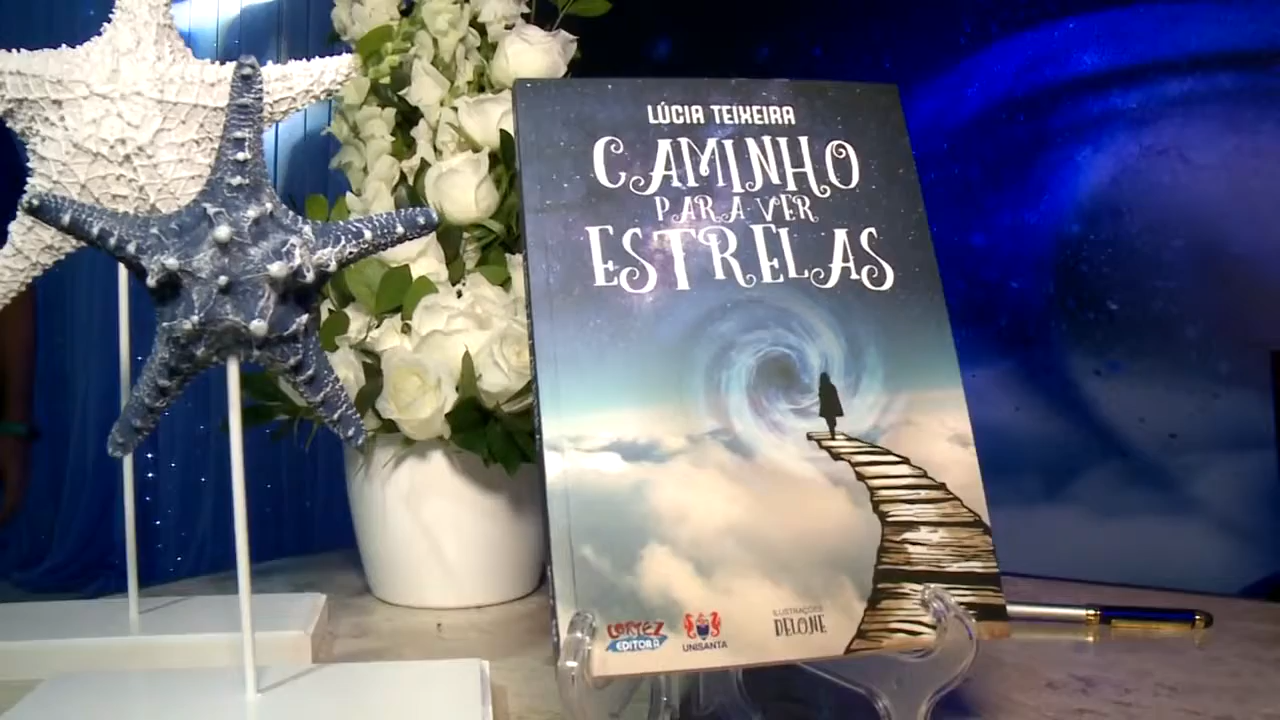 LÚCIA TEIXEIRA
CAMINHO
PARA VER
ESTRELAS
CORTEZ
EDITORA
UNISANTA
ILUSTRAÇÕES
DELONE